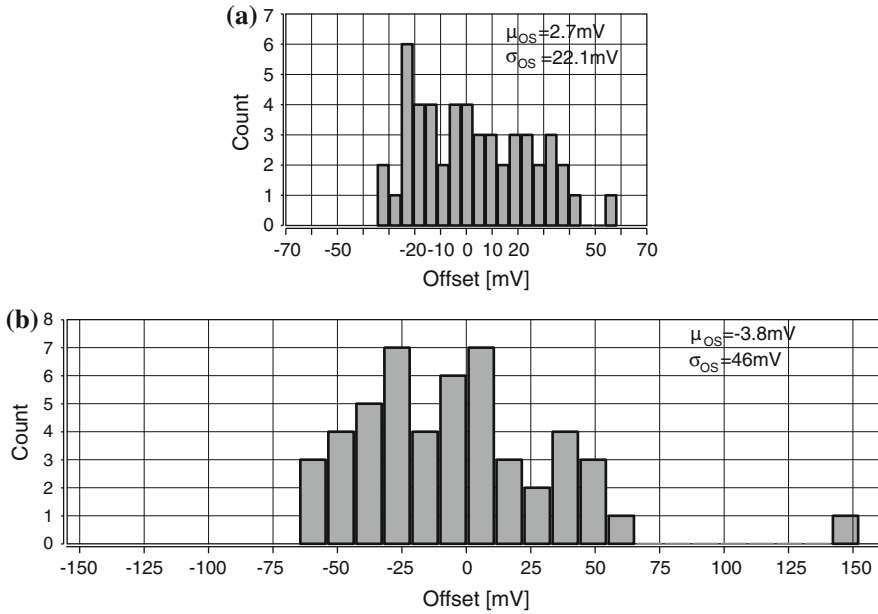 (a)
7
6
5
4
3
2
1
0
Count
μOS=2.7mV
σOS=22.1mV
-70 -50 -20 -10 0 10 20 50 70
Offset [mV]
(b)
8
7
6
5
4
3
2
1
0
Count
μOS=-3.8mV
σOS=46mV
-150 -125 -100 -75 -50 -25 0 25 50 75 100 125 150
Offset [mV]